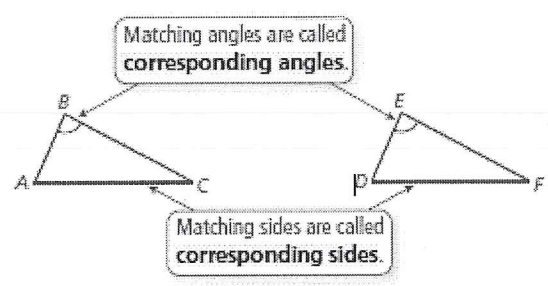 Matching angles are called
corresponding angles.
B
E
A
C
D
F
Matching sides are called
corresponding sides.